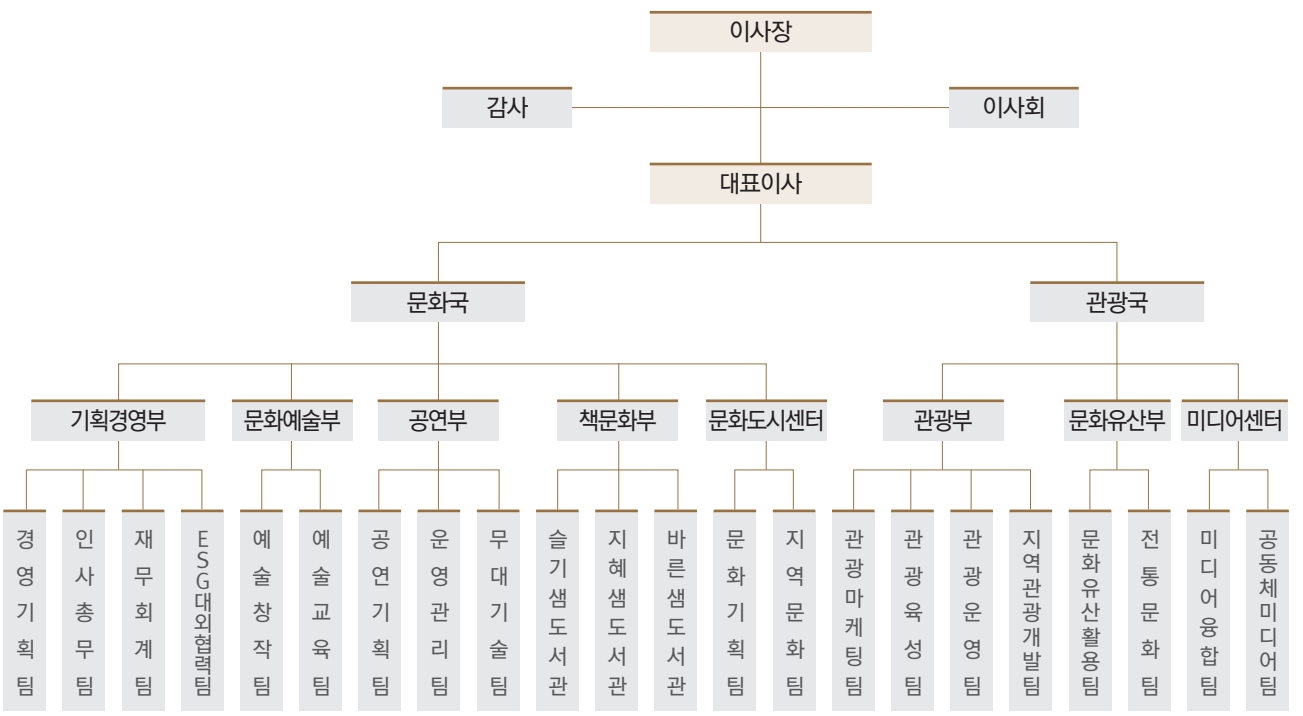 이사장
감사
이사회
대표이사
문화국
관광국
기획경영부
문화예술부
공연부
책문화부
문화도시센터
관광부
문화유산부
미디어센터
경영기획팀
인사총무팀
재무회계팀
ESG대외협력팀
예술창작팀
예술교육팀
공연기획팀
운영관리팀
무대기술팀
슬기샘도서관
지혜샘도서관
바른샘도서관
문화기획팀
지역문화팀
관광마케팅팀
관광육성팀
관광운영팀
지역관광개발팀
문화유산활용팀
전통문화팀
미디어융합팀
공동체미디어팀